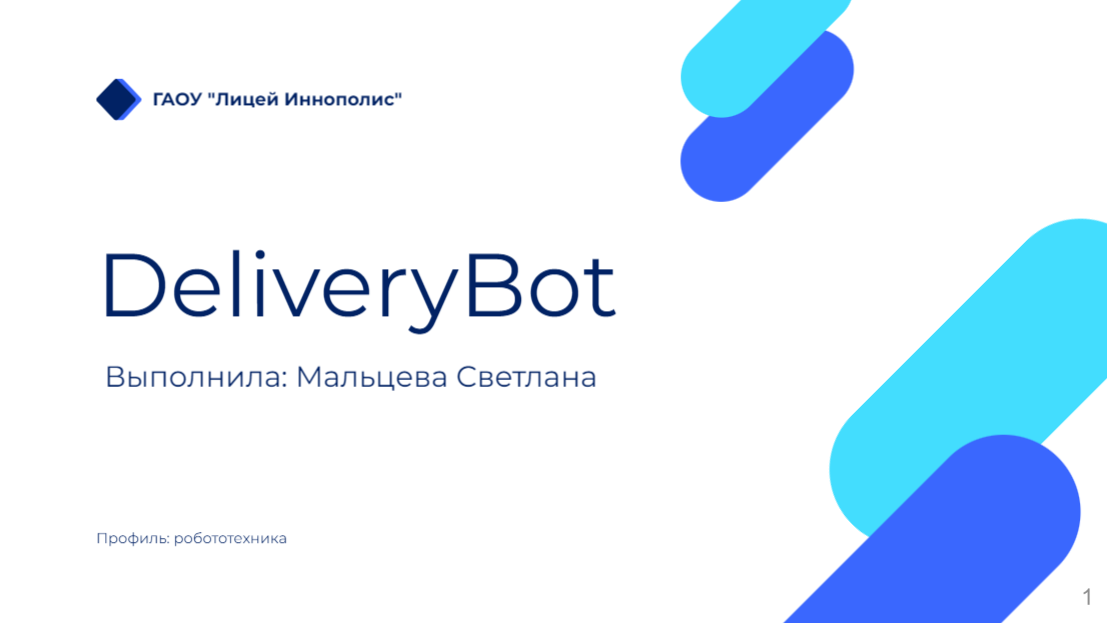 ГАОУ "Лицей Иннополис"
DeliveryBot
Выполнила: Мальцева Светлана
Профиль: робототехника
1